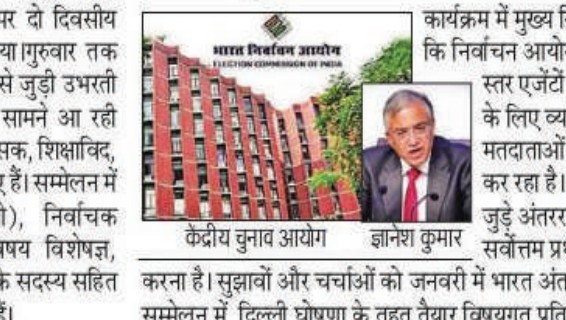 पर दो दिवसीय
या।गुरुवार तक
से जुड़ी उभरती
सामने आ रही
सक, शिक्षाविद,
ए हैं। सम्मेलन में
ओ), निर्वाचक
वषय विशेषज्ञ,
के सदस्य सहित
हैं।
भारत निर्वाचन आयोग
ELECTION COMMISSION OF INDIA
केंद्रीय चुनाव आयोग
ज्ञानेश कुमार
कार्यक्रम में मुख्य
कि निर्वाचन आयो
स्तर एजेंटों
के लिए व्य
मतदाताओं
कर रहा है।
जुड़े अंतरर
सर्वोत्तम प्र
करना है। सुझावों और चर्चाओं को जनवरी में भारत अंत
सम्मेलन में दिल्ली घोषणा के तहत तैयार विषयगत